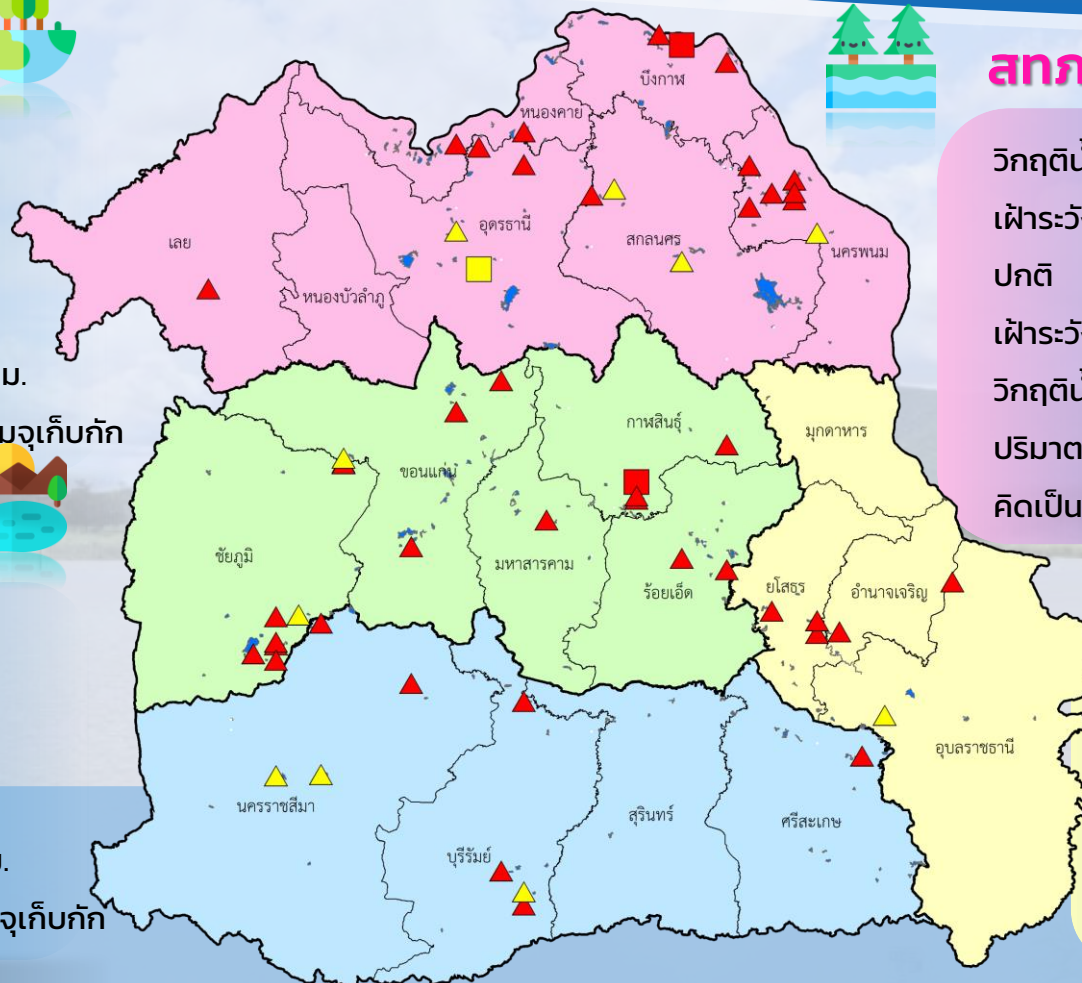 สทภ
วิกฤติน้
เฝ้าระวั
ปกติ
เฝ้าระวั
วิกฤติน้
ปริมาต
คิดเป็น
ม.
มจุเก็บกัก
จุเก็บกัก
บึงกาฬ
หนองคาย
เลย
อุดรธานี
สกลนคร
นครพนม
หนองบัวลำภู
กาฬสินธุ์
มุกดาหาร
ขอนแก่น
ชัยภูมิ
มหาสารคาม
ร้อยเอ็ด
ยโสธร
อำนาจเจริญ
อุบลราชธานี
นครราชสีมา
บุรีรัมย์
สุรินทร์
ศรีสะเกษ